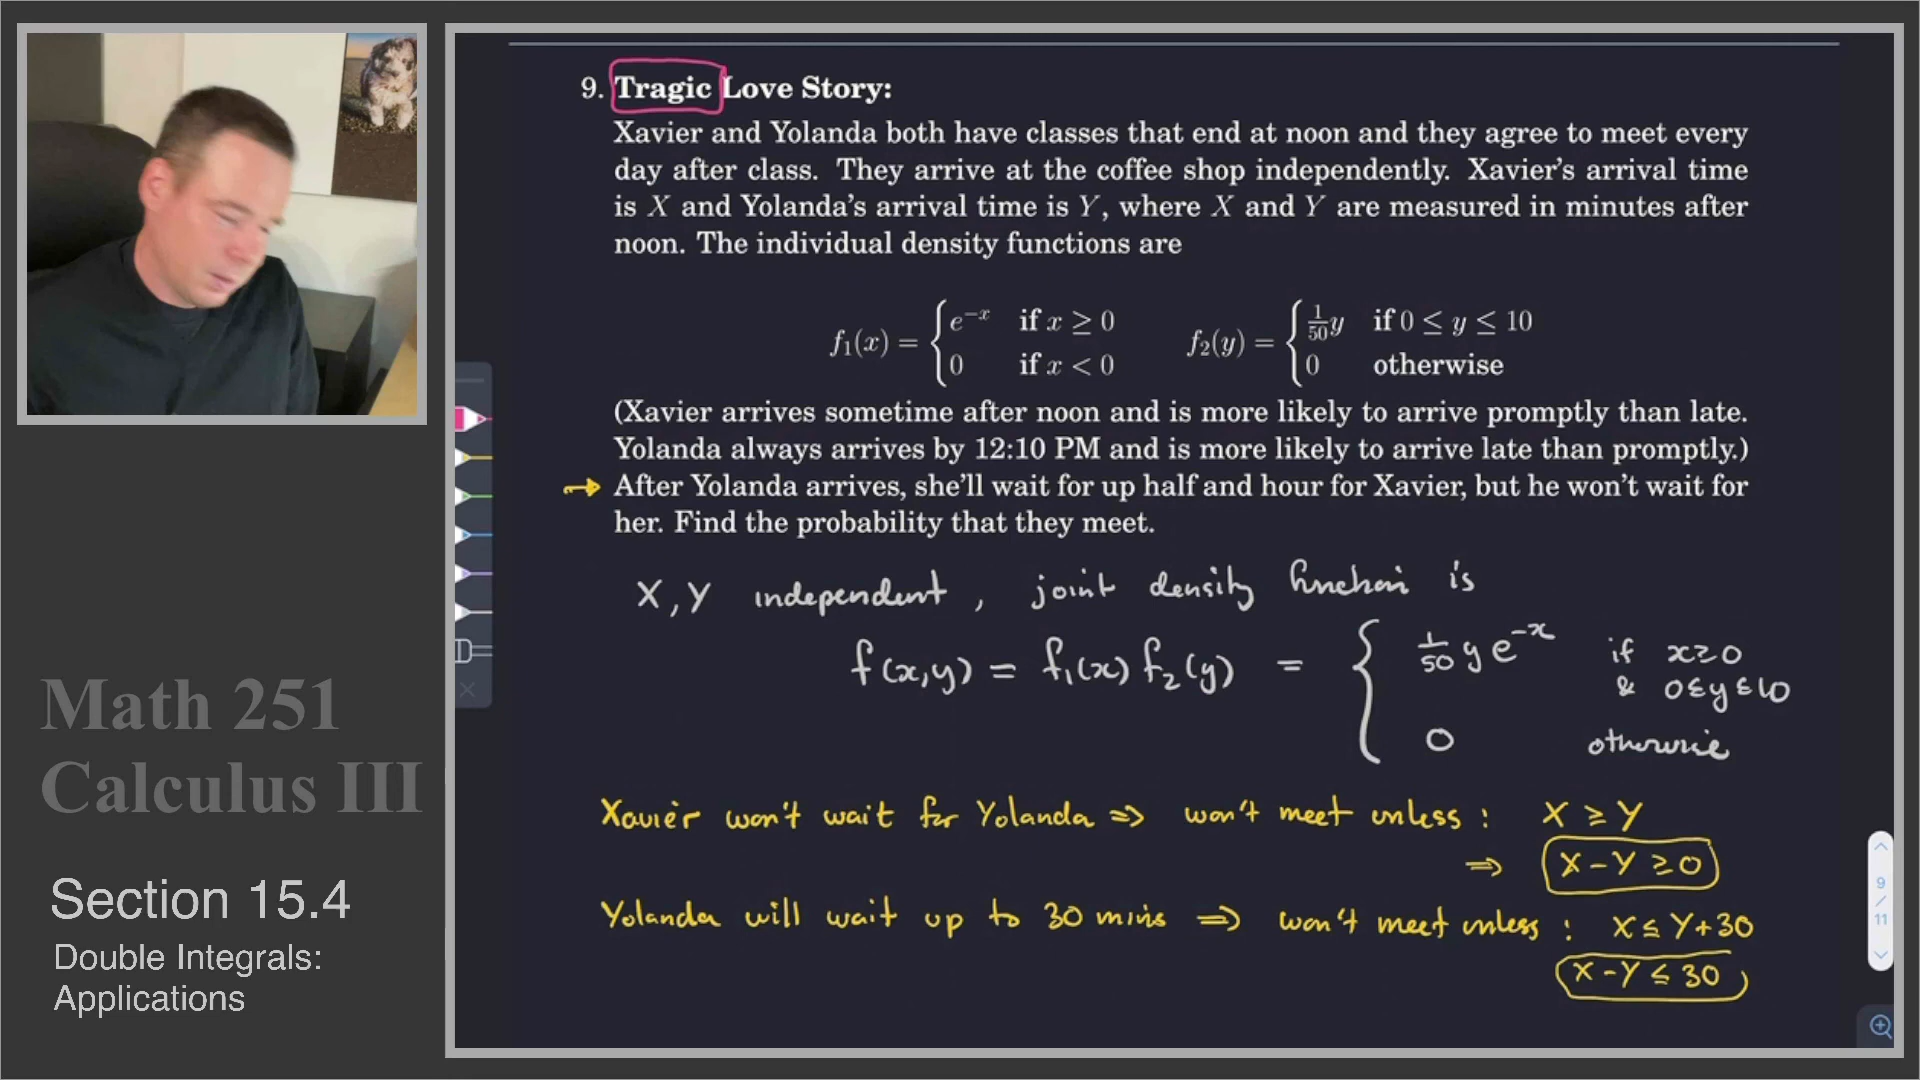 9. Tragic Love Story:
Xavier and Yolanda both have classes that end at noon and they agree to meet every
day after class. They arrive at the coffee shop independently. Xavier's arrival time
is X and Yolanda's arrival time is Y, where X and Y are measured in minutes after
noon. The individual density functions are
f₁(x) = { e⁻ˣ if x ≥ 0 f₂(y) = { 1/50 y if 0 ≤ y ≤ 10
0 if x < 0 0 otherwise
(Xavier arrives sometime after noon and is more likely to arrive promptly than late.
Yolanda always arrives by 12:10 PM and is more likely to arrive late than promptly.)
→ After Yolanda arrives, she'll wait for up half and hour for Xavier, but he won't wait for
her. Find the probability that they meet.
X, Y independent, joint density function is
f(x,y) = f₁(x) f₂(y) = { 1/50 y e⁻ˣ if x≥0
& 0≤y≤10
0 otherwise
Xavier won't wait for Yolanda ⇒ won't meet unless: X ≥ Y
⇒ X - Y ≥ 0
Yolanda will wait up to 30 mins ⇒ won't meet unless: X ≤ Y+30
X - Y ≤ 30
Math 251
Calculus III
Section 15.4
Double Integrals:
Applications
9
/
11